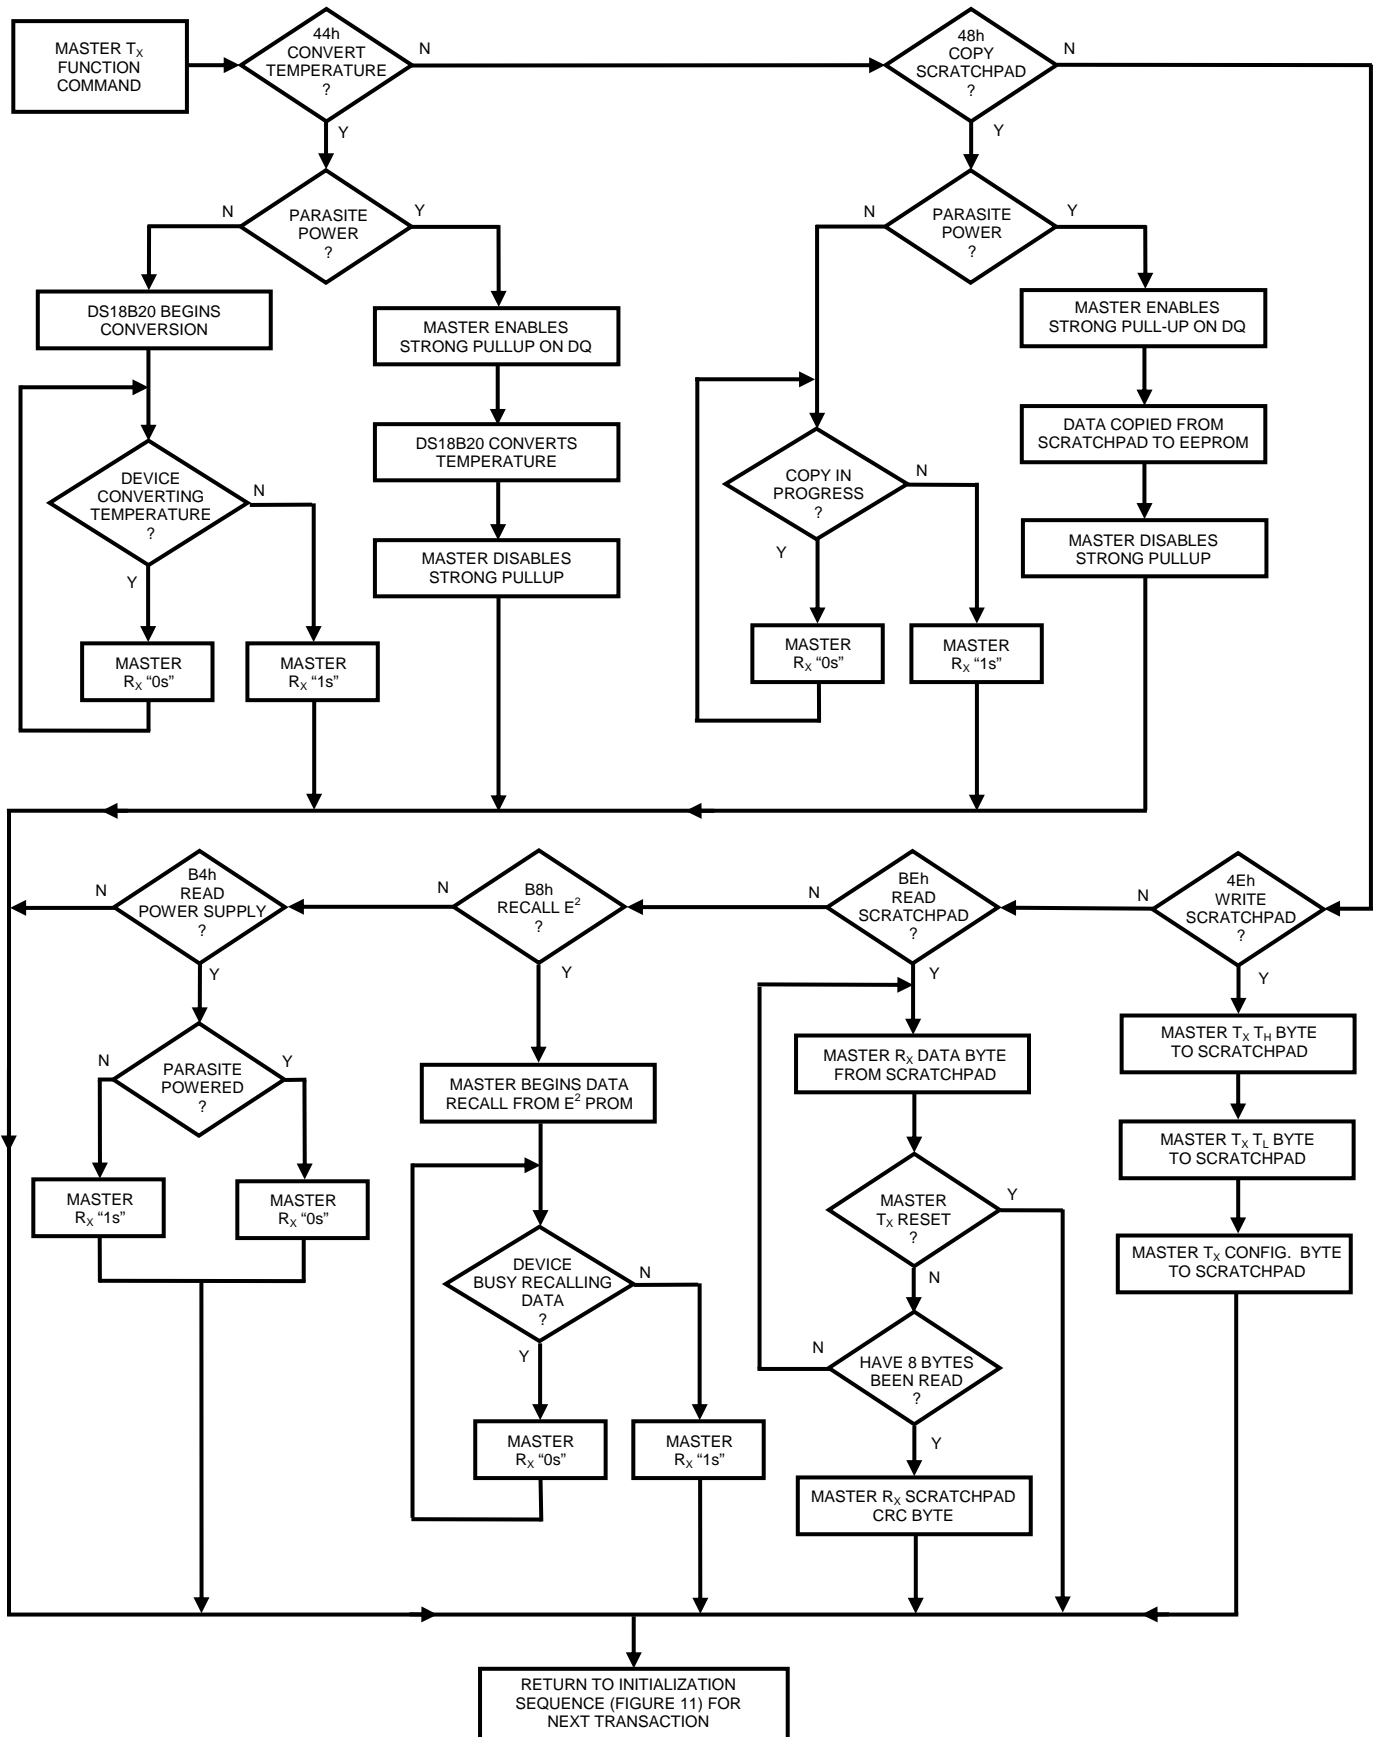 MASTER TX
FUNCTION
COMMAND
44h
CONVERT
TEMPERATURE
?
N
Y
48h
COPY
SCRATCHPAD
?
N
Y
N
PARASITE
POWER
?
Y
N
PARASITE
POWER
?
Y
DS18B20 BEGINS
CONVERSION
MASTER ENABLES
STRONG PULLUP ON DQ
MASTER ENABLES
STRONG PULL-UP ON DQ
DS18B20 CONVERTS
TEMPERATURE
DATA COPIED FROM
SCRATCHPAD TO EEPROM
DEVICE
CONVERTING
TEMPERATURE
?
N
Y
COPY IN
PROGRESS
?
N
Y
MASTER DISABLES
STRONG PULLUP
MASTER DISABLES
STRONG PULLUP
MASTER
RX “0s”
MASTER
RX “1s”
MASTER
RX “0s”
MASTER
RX “1s”
N
B4h
READ
POWER SUPPLY
?
Y
N
B8h
RECALL E2
?
Y
N
BEh
READ
SCRATCHPAD
?
Y
N
4Eh
WRITE
SCRATCHPAD
?
Y
N
PARASITE
POWERED
?
Y
MASTER BEGINS DATA
RECALL FROM E2 PROM
MASTER RX DATA BYTE
FROM SCRATCHPAD
MASTER TX TH BYTE
TO SCRATCHPAD
MASTER TX TL BYTE
TO SCRATCHPAD
MASTER
RX “1s”
MASTER
RX “0s”
MASTER
TX RESET
?
Y
N
MASTER TX CONFIG. BYTE
TO SCRATCHPAD
DEVICE
BUSY RECALLING
DATA
?
N
Y
N
HAVE 8 BYTES
BEEN READ
?
Y
MASTER
RX “0s”
MASTER
RX “1s”
MASTER RX SCRATCHPAD
CRC BYTE
RETURN TO INITIALIZATION
SEQUENCE (FIGURE 11) FOR
NEXT TRANSACTION